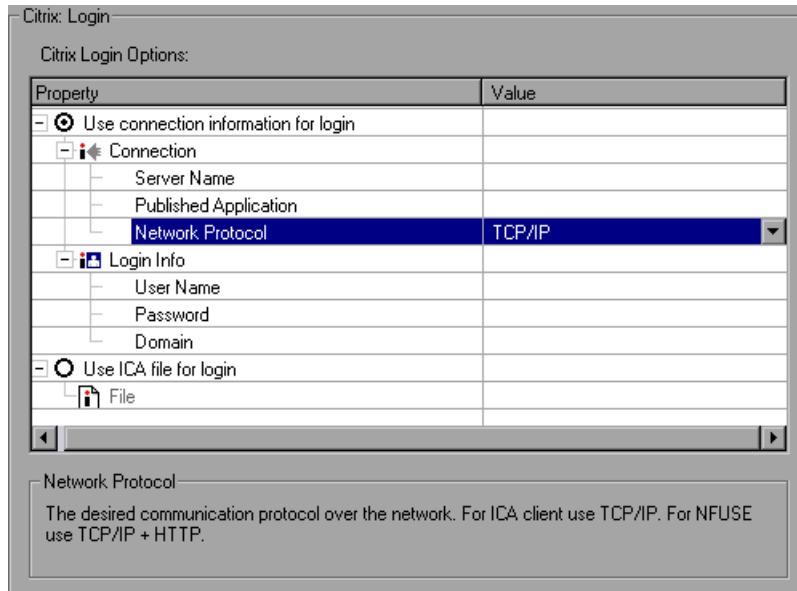 Citrix: Login
Citrix Login Options:
Property Value
Use connection information for login
Connection
Server Name
Published Application
Network Protocol TCP/IP
Login Info
User Name
Password
Domain
Use ICA file for login
File
Network Protocol
The desired communication protocol over the network. For ICA client use TCP/IP. For NFUSE
use TCP/IP + HTTP.